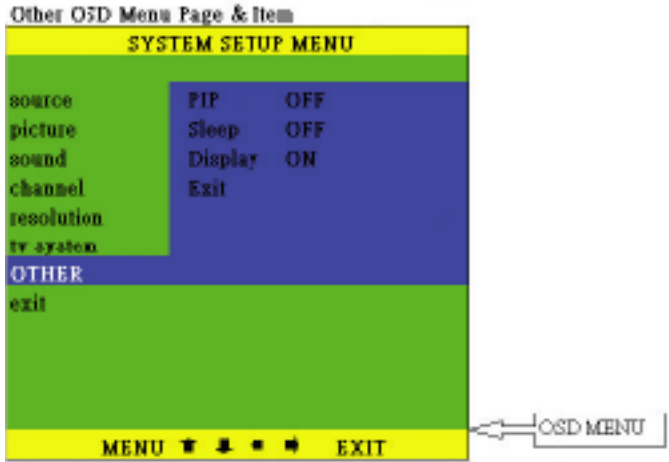 Other OSD Menu Page & Item
SYSTEM SETUP MENU
source PIP OFF
picture Sleep OFF
sound Display ON
channel Exit
resolution
tv system
OTHER
exit
OSD MENU
MENU EXIT